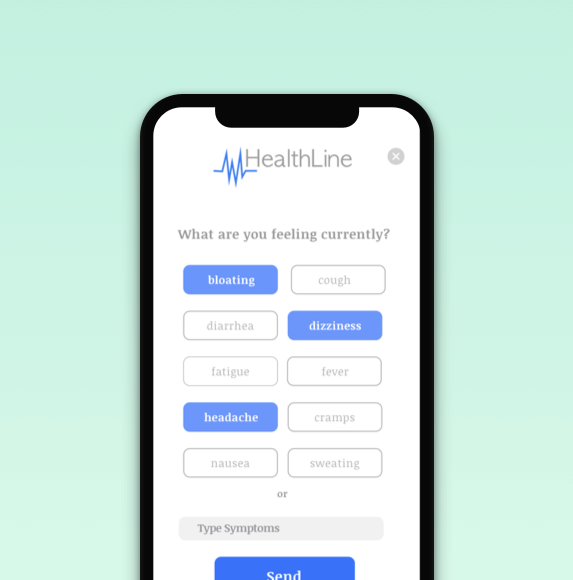 HealthLine
What are you feeling currently?
bloating cough
diarrhea dizziness
fatigue fever
headache cramps
nausea sweating
or
Type Symptoms
Send